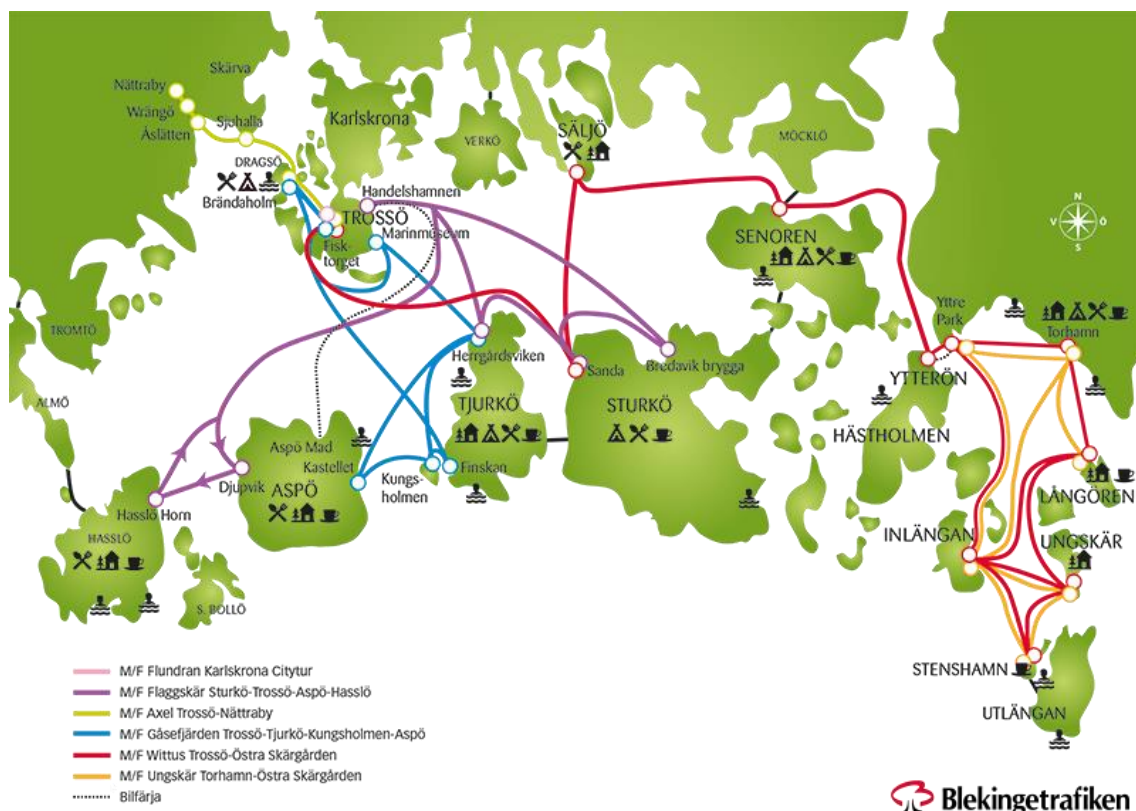 Skärva
Nättraby
Wrängö
Åslätten
Sjöhalla
Karlskrona
VERKÖ
SÄLJÖ
MÖCKLÖ
DRAGSÖ
Brändaholm
Handelshamnen
TROSSÖ
Marinmuseum
Fisk-
torget
SENOREN
N
V
Ö
S
TROMTÖ
Yttre
Park
Torhamn
Herrgårdsviken
Sanda
Bredavik brygga
YTTERÖN
ALMÖ
TJURKÖ
STURKÖ
HÄSTHOLMEN
Aspö Mad
Kastellet
Djupvik
ASPÖ
Kungs-
holmen
Finskan
LÅNGÖREN
Hasslö Horn
INLÄNGAN
UNGSKÄR
HASSLÖ
S. BOLLÖ
STENSHAMN
UTLÄNGAN
M/F Flundran Karlskrona Citytur
M/F Flaggskär Sturkö-Trossö-Aspö-Hasslö
M/F Axel Trossö-Nättraby
M/F Gåsefjärden Trossö-Tjurkö-Kungsholmen-Aspö
M/F Wittus Trossö-Östra Skärgården
M/F Ungskär Torhamn-Östra Skärgården
Bilfärja
Blekingetrafiken